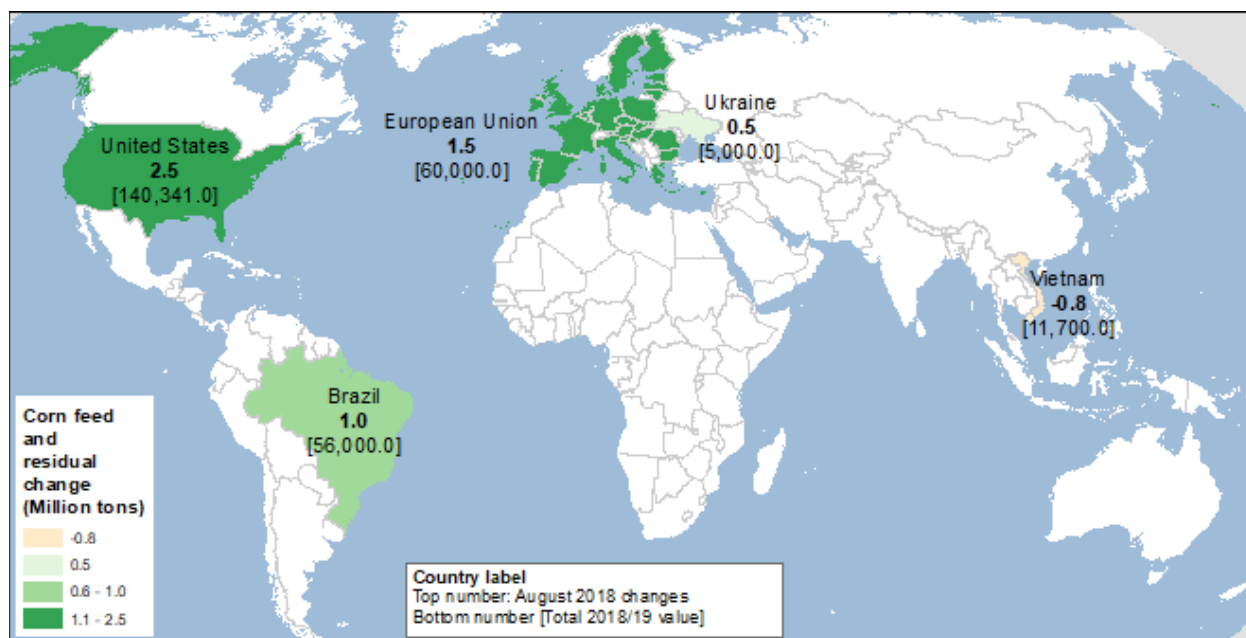 United States
2.5
[140,341.0]
European Union
1.5
[60,000.0]
Ukraine
0.5
[5,000.0]
Vietnam
-0.8
[11,700.0]
Brazil
1.0
[56,000.0]
Corn feed
and
residual
change
(Million tons)
-0.8
0.5
0.6 - 1.0
1.1 - 2.5
Country label
Top number: August 2018 changes
Bottom number [Total 2018/19 value]